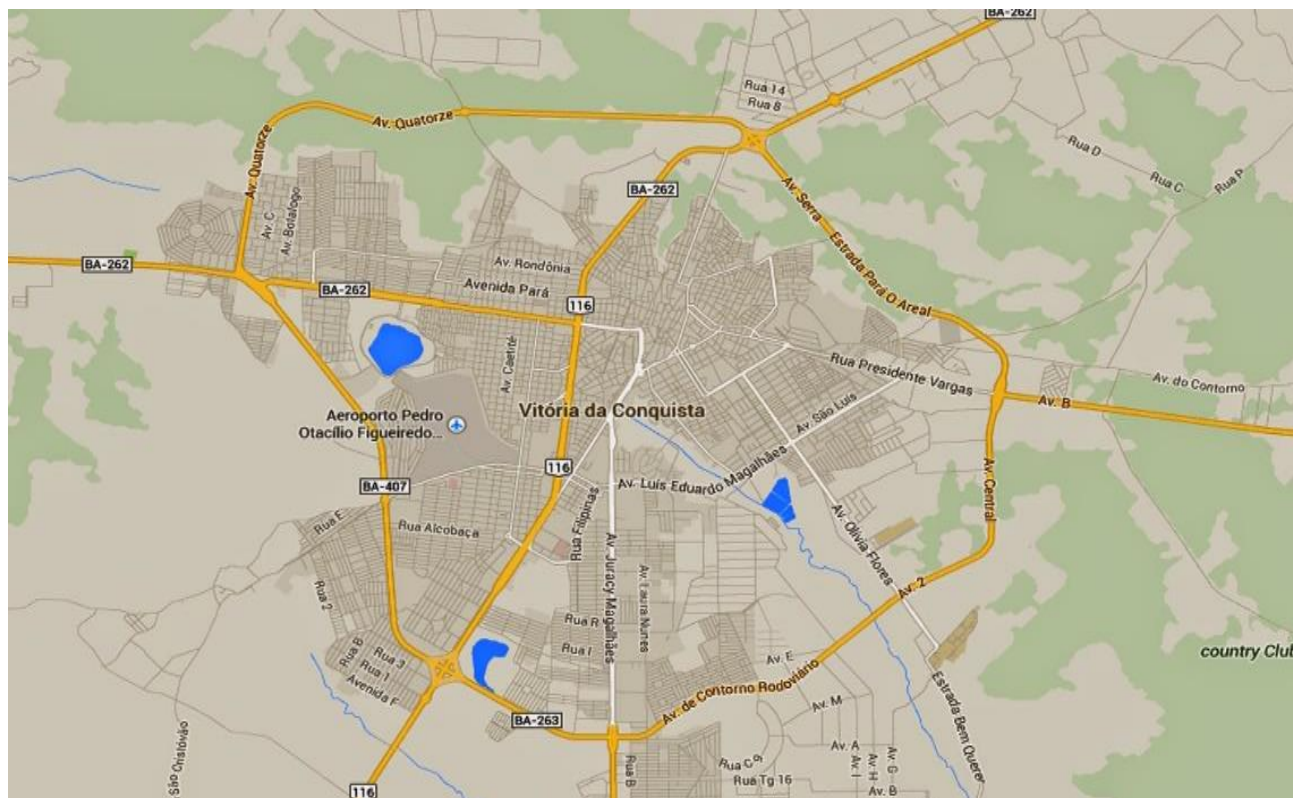 BA-262
Rua 14
Rua 8
Av. Quatorze
Av. Quatorze
Rua D
Rua C
Rua P
BA-262
Av. Serra
Av. C
Av. Botafogo
Estrada Pará O Areal
BA-262
Av. Rondônia
BA-262
Avenida Pará
116
Av. Caetité
Rua Presidente Vargas
Av. do Contorno
Av. B
Vitória da Conquista
Aeroporto Pedro
Otacílio Figueiredo...
Av. São Luís
116
Av. Luís Eduardo Magalhães
BA-407
Av. Central
Rua E
Rua Alcobaça
Rua Filipinas
Av. Olívia Flores
Av. Juracy Magalhães
Av. Laura Nunes
Av. 2
Rua 2
Rua R
Rua I
Rua B
Rua 3
Rua 1
Avenida F
Av. E
country Club
Av. de Contorno Rodoviário
Estrada Bem Querer
BA-263
Av. M
São Cristóvão
Av. A
Av. I
Av. H
Av. G
Rua C 9
Rua Tg 16
Av. B
Rua B
116